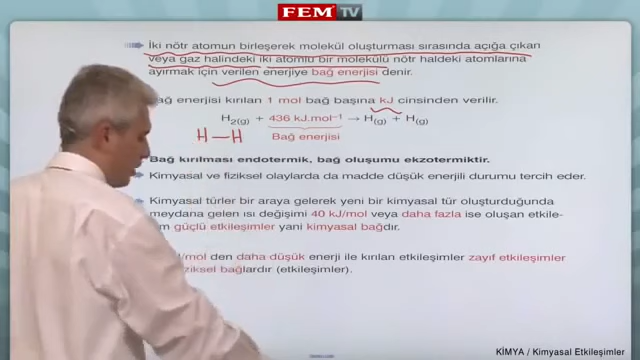 FEM TV
İki nötr atomun birleşerek molekül oluşturması sırasında açığa çıkan
veya gaz halindeki iki atomlu bir molekülü nötr haldeki atomlarına
ayırmak için verilen enerjiye bağ enerjisi denir.
ağ enerjisi kırılan 1 mol bağ başına kJ cinsinden verilir.
H2(g) + 436 kJ.mol⁻¹ → H(g) + H(g)
H—H
Bağ enerjisi
Bağ kırılması endotermik, bağ oluşumu ekzotermiktir.
Kimyasal ve fiziksel olaylarda da madde düşük enerjili durumu tercih eder.
Kimyasal türler bir araya gelerek yeni bir kimyasal tür oluşturduğunda
meydana gelen ısı değişimi 40 kJ/mol veya daha fazla ise oluşan etkile-
m güçlü etkileşimler yani kimyasal bağdır.
/mol den daha düşük enerji ile kırılan etkileşimler zayıf etkileşimler
ziksel bağlardır (etkileşimler).
KİMYA / Kimyasal Etkileşimler